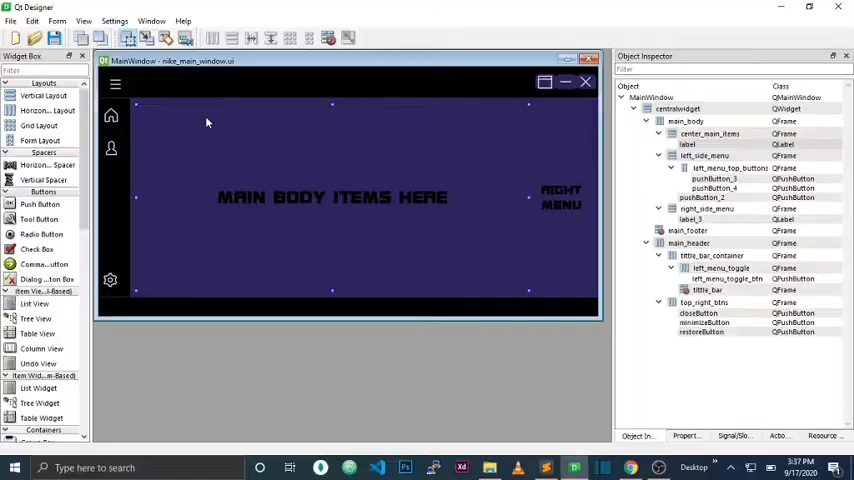 Qt Designer
File Edit Form View Settings Window Help
Widget Box
Filter
Layouts
Vertical Layout
Horizon... Layout
Grid Layout
Form Layout
Spacers
Horizon... Spacer
Vertical Spacer
Buttons
Push Button
Tool Button
Radio Button
Check Box
Comma...utton
Dialog ...ton Box
Item Vie...l-Based)
List View
Tree View
Table View
Column View
Undo View
Item Wid...m-Based)
List Widget
Tree Widget
Table Widget
Containers
MainWindow - nike_main_window.ui
MAIN BODY ITEMS HERE
RIGHT
MENU
Object Inspector
Filter
Object Class
MainWindow QMainWindow
centralwidget QWidget
main_body QFrame
center_main_items QFrame
label QLabel
left_side_menu QFrame
left_menu_top_buttons QFrame
pushButton_3 QPushButton
pushButton_4 QPushButton
pushButton_2 QPushButton
right_side_menu QFrame
label_3 QLabel
main_footer QFrame
main_header QFrame
tittle_bar_container QFrame
left_menu_toggle QFrame
left_menu_toggle_btn QPushButton
tittle_bar QFrame
top_right_btns QFrame
closeButton QPushButton
minimizeButton QPushButton
restoreButton QPushButton
Object In... Propert... Signal/Slo... Actio... Resource ...
Type here to search
Desktop
3:37 PM
9/17/2020